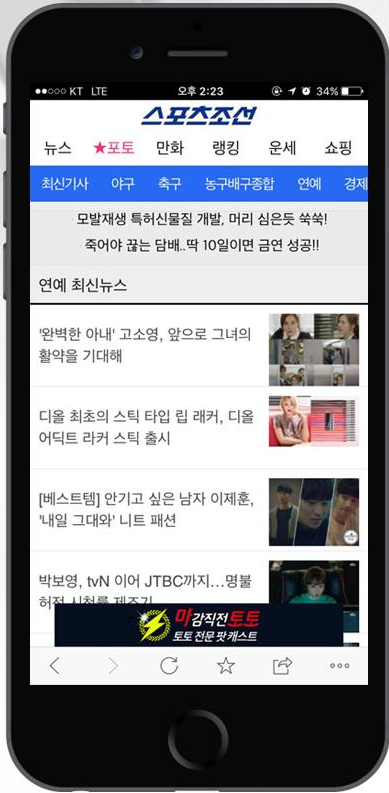 KT LTE 오후 2:23 34%
스포츠조선
뉴스 ★포토 만화 랭킹 운세 쇼핑
최신기사 야구 축구 농구배구종합 연예 경제
· 모발재생 특허신물질 개발, 머리 심은듯 쑥쑥!
· 죽어야 끊는 담배..딱 10일이면 금연 성공!!
연예 최신뉴스
'완벽한 아내' 고소영, 앞으로 그녀의
활약을 기대해
디올 최초의 스틱 타입 립 래커, 디올
어딕트 라커 스틱 출시
[베스트템] 안기고 싶은 남자 이제훈,
'내일 그대와' 니트 패션
박보영, tvN 이어 JTBC까지…명불
허전 시청률 제조기
마감직전토토
토토 전문 팟캐스트